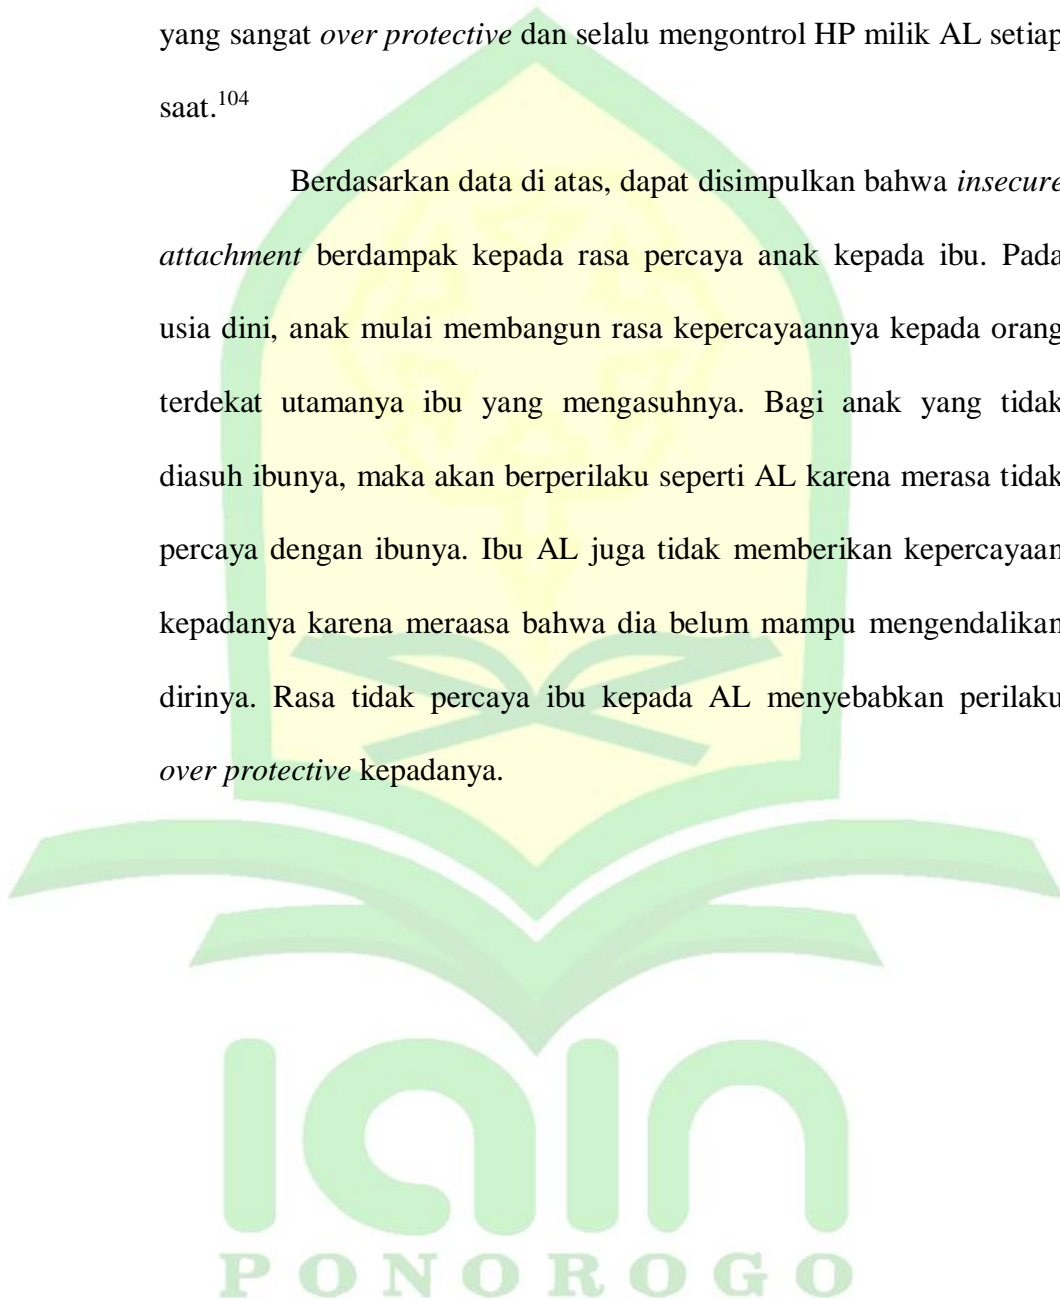 yang sangat over protective dan selalu mengontrol HP milik AL setiap
saat.104
Berdasarkan data di atas, dapat disimpulkan bahwa insecure
attachment berdampak kepada rasa percaya anak kepada ibu. Pada
usia dini, anak mulai membangun rasa kepercayaannya kepada orang
terdekat utamanya ibu yang mengasuhnya. Bagi anak yang tidak
diasuh ibunya, maka akan berperilaku seperti AL karena merasa tidak
percaya dengan ibunya. Ibu AL juga tidak memberikan kepercayaan
kepadanya karena meraasa bahwa dia belum mampu mengendalikan
dirinya. Rasa tidak percaya ibu kepada AL menyebabkan perilaku
over protective kepadanya.
iain
PONOROGO